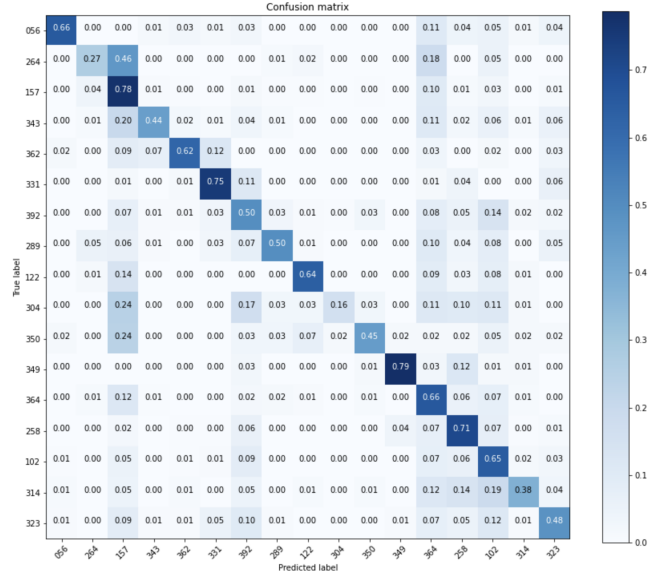 Confusion matrix
056 0.66 0.00 0.00 0.01 0.03 0.01 0.03 0.00 0.00 0.00 0.00 0.00 0.11 0.04 0.05 0.01 0.04
264 0.00 0.27 0.46 0.00 0.00 0.00 0.00 0.01 0.02 0.00 0.00 0.00 0.18 0.00 0.05 0.00 0.00
157 0.00 0.04 0.78 0.01 0.00 0.00 0.01 0.00 0.00 0.00 0.00 0.00 0.10 0.01 0.03 0.00 0.01
343 0.00 0.01 0.20 0.44 0.02 0.01 0.04 0.01 0.00 0.00 0.00 0.00 0.11 0.02 0.06 0.01 0.06
362 0.02 0.00 0.09 0.07 0.62 0.12 0.00 0.00 0.00 0.00 0.00 0.00 0.03 0.00 0.02 0.00 0.03
331 0.00 0.00 0.01 0.00 0.01 0.75 0.11 0.00 0.00 0.00 0.00 0.00 0.01 0.04 0.00 0.00 0.06
392 0.00 0.00 0.07 0.01 0.01 0.03 0.50 0.03 0.01 0.00 0.03 0.00 0.08 0.05 0.14 0.02 0.02
289 0.00 0.05 0.06 0.01 0.00 0.03 0.07 0.50 0.01 0.00 0.00 0.00 0.10 0.04 0.08 0.00 0.05
122 0.00 0.01 0.14 0.00 0.00 0.00 0.00 0.00 0.64 0.00 0.00 0.00 0.09 0.03 0.08 0.01 0.00
304 0.00 0.00 0.24 0.00 0.00 0.00 0.17 0.03 0.03 0.16 0.03 0.00 0.11 0.10 0.11 0.01 0.00
350 0.02 0.00 0.24 0.00 0.00 0.00 0.03 0.03 0.07 0.02 0.45 0.02 0.02 0.02 0.05 0.02 0.02
349 0.00 0.00 0.00 0.00 0.00 0.00 0.00 0.00 0.00 0.00 0.01 0.79 0.03 0.12 0.01 0.01 0.00
364 0.00 0.01 0.12 0.00 0.00 0.00 0.02 0.02 0.01 0.00 0.01 0.00 0.66 0.06 0.07 0.01 0.00
258 0.00 0.00 0.02 0.00 0.00 0.00 0.06 0.00 0.00 0.00 0.00 0.04 0.07 0.71 0.07 0.00 0.01
102 0.01 0.00 0.05 0.01 0.00 0.01 0.09 0.00 0.00 0.00 0.00 0.00 0.07 0.06 0.65 0.02 0.03
314 0.01 0.00 0.05 0.00 0.00 0.00 0.05 0.00 0.01 0.00 0.01 0.00 0.12 0.14 0.19 0.38 0.04
323 0.01 0.00 0.09 0.01 0.01 0.05 0.10 0.01 0.00 0.00 0.00 0.00 0.07 0.05 0.12 0.01 0.48
056 264 157 343 362 331 392 289 122 304 350 349 364 258 102 314 323
Predicted label
True label
0.7
0.6
0.5
0.4
0.3
0.2
0.1
0.0